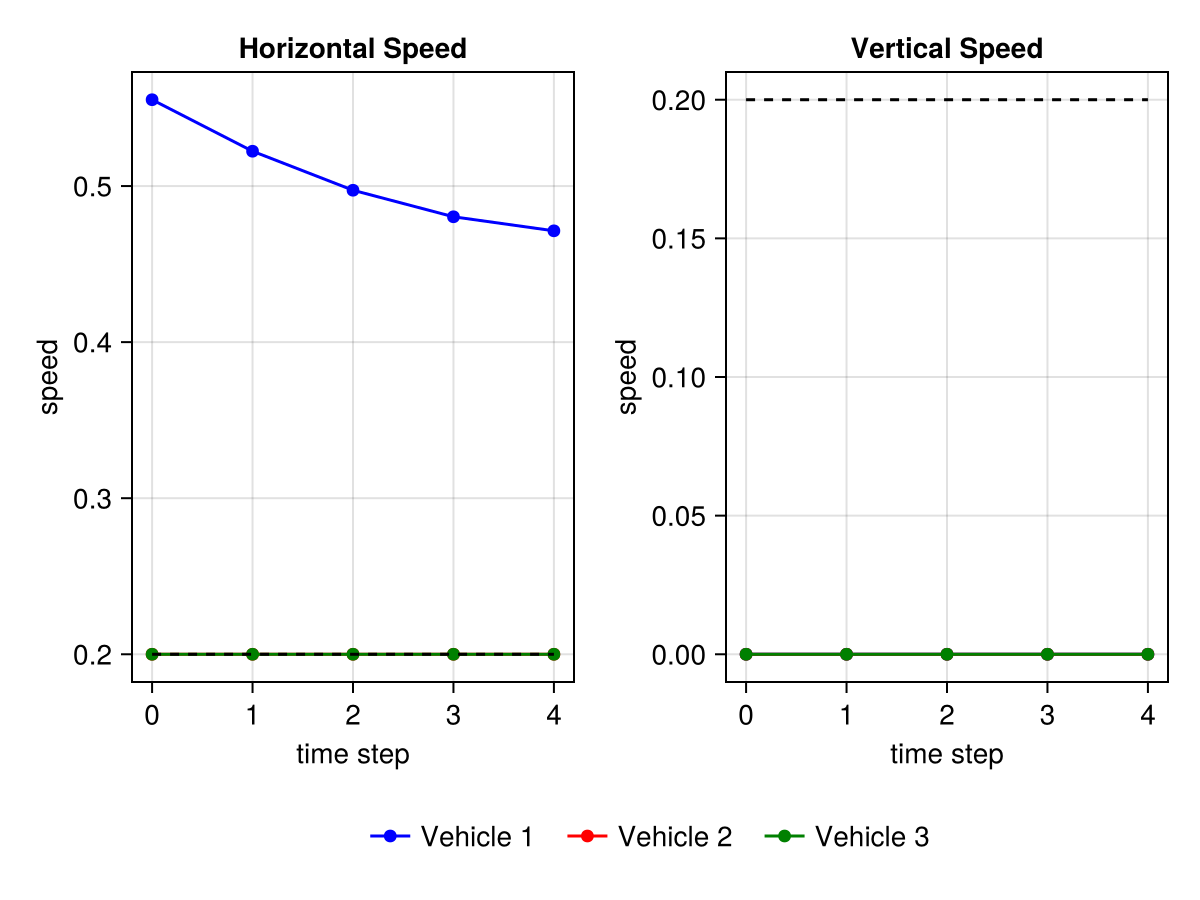 Horizontal Speed
Vertical Speed
speed
0.5
0.4
0.3
0.2
0
1
2
3
4
time step
speed
0.20
0.15
0.10
0.05
0.00
0
1
2
3
4
time step
Vehicle 1
Vehicle 2
Vehicle 3